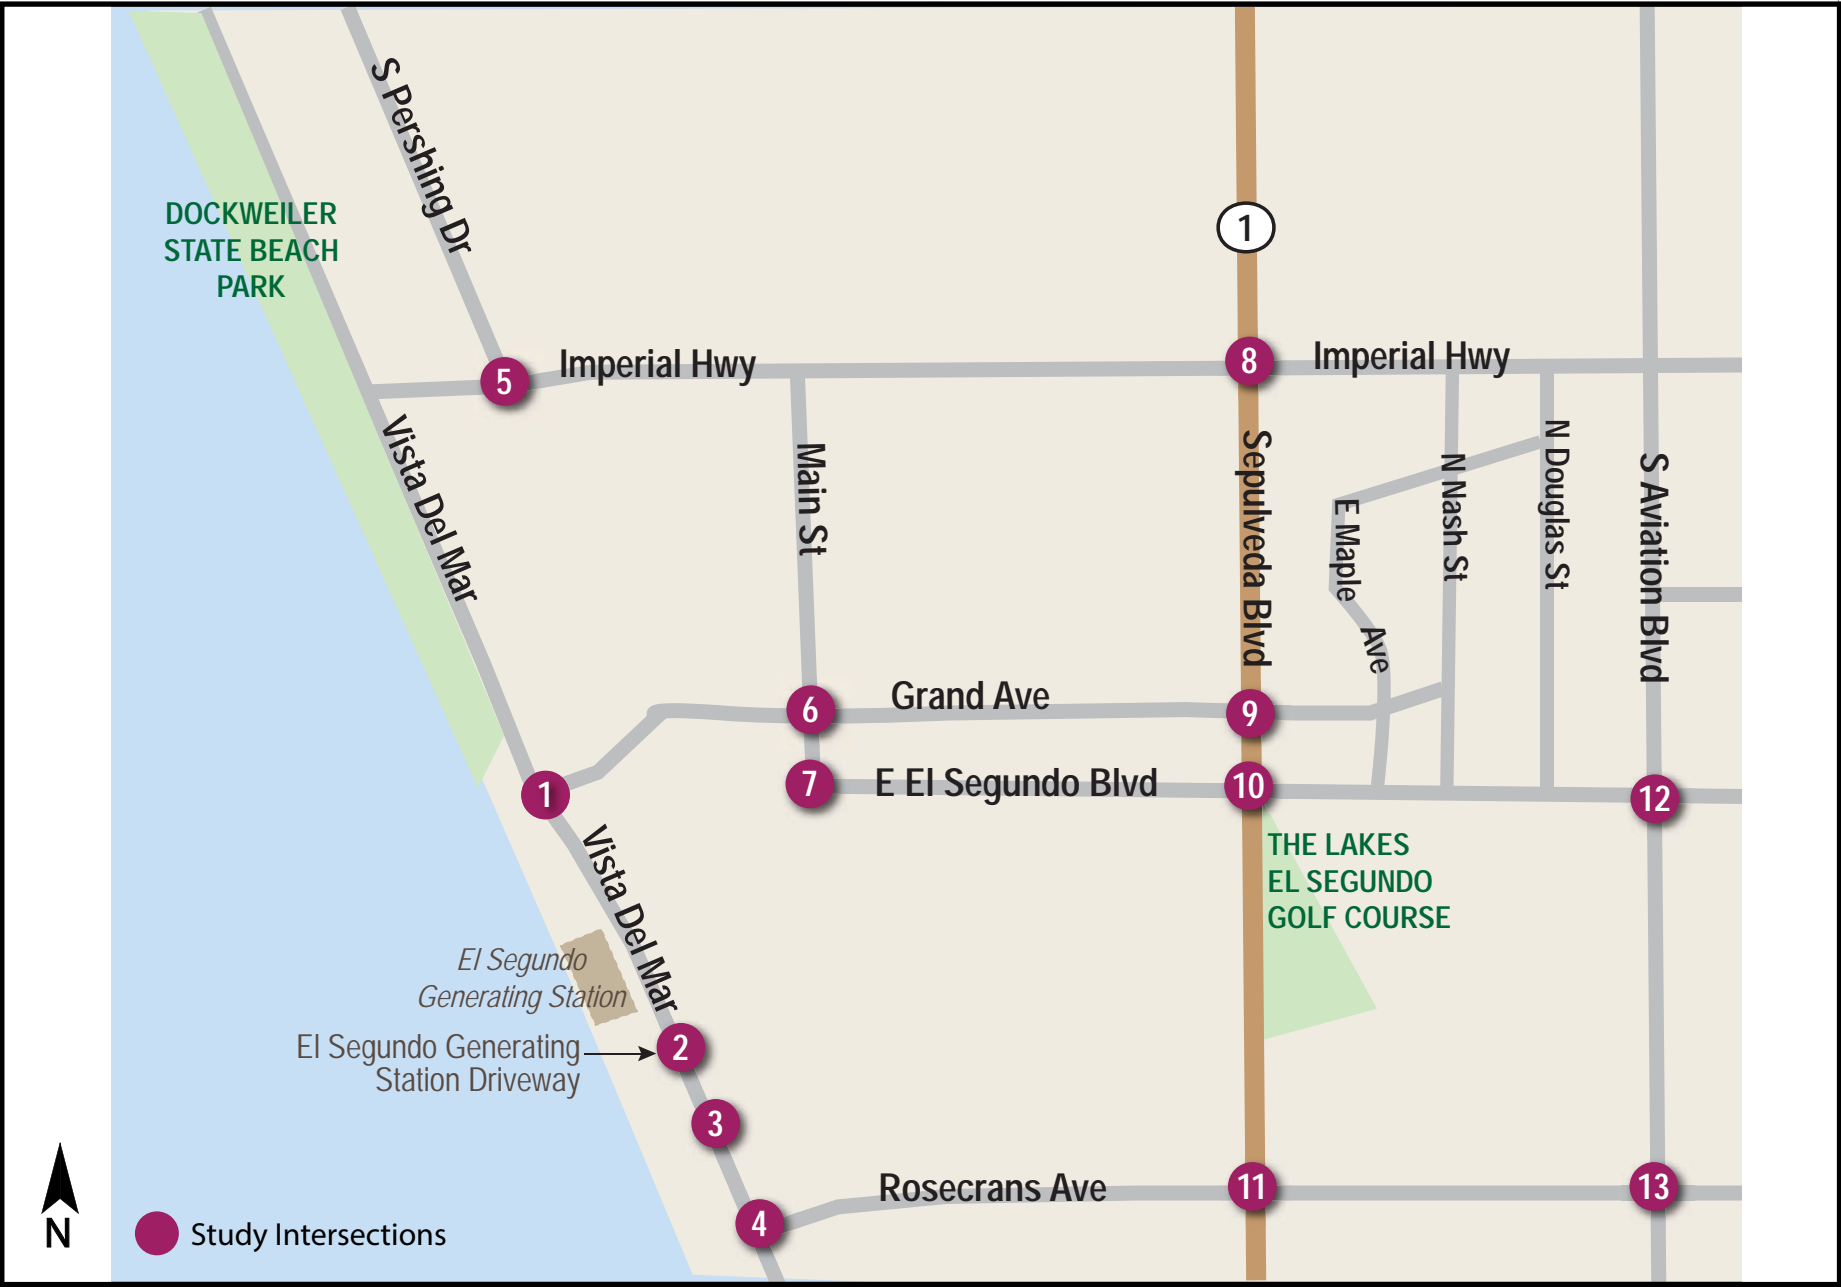 S Pershing Dr
DOCKWEILER
STATE BEACH
PARK
1
5
Imperial Hwy
8
Imperial Hwy
Vista Del Mar
Main St
Sepulveda Blvd
E Maple
Ave
N Nash St
N Douglas St
S Aviation Blvd
6
Grand Ave
9
1
7
E El Segundo Blvd
10
12
Vista Del Mar
THE LAKES
EL SEGUNDO
GOLF COURSE
El Segundo
Generating Station
El Segundo Generating
Station Driveway
2
3
4
Rosecrans Ave
11
13
N
Study Intersections